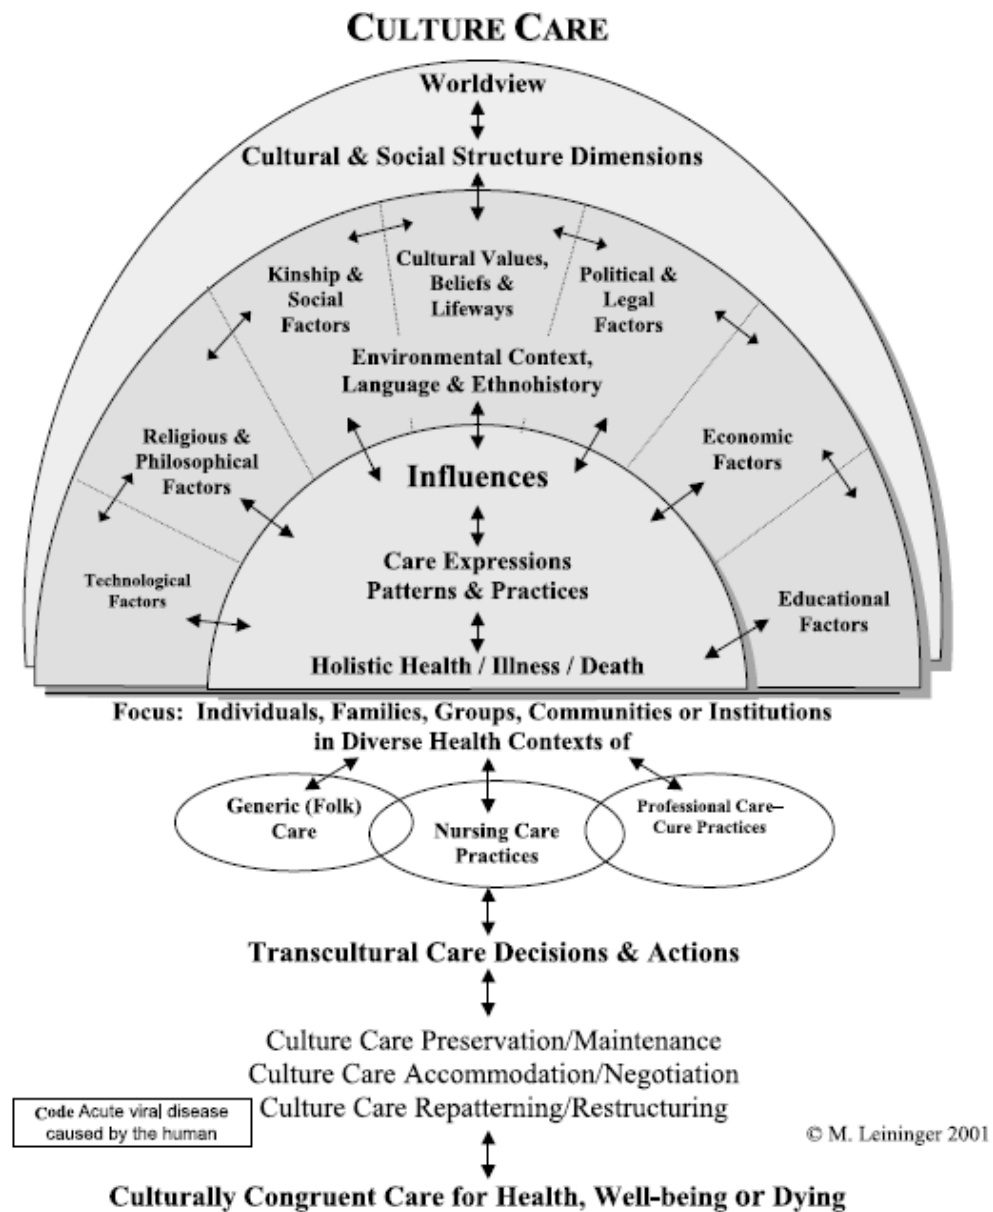 CULTURE CARE
Worldview
Cultural & Social Structure Dimensions
Kinship &
Social
Factors
Cultural Values,
Beliefs &
Lifeways
Political &
Legal
Factors
Environmental Context,
Language & Ethnohistory
Religious &
Philosophical
Factors
Economic
Factors
Technological
Factors
Educational
Factors
Influences
Care Expressions
Patterns & Practices
Holistic Health / Illness / Death
Focus: Individuals, Families, Groups, Communities or Institutions
in Diverse Health Contexts of
Generic (Folk)
Care
Nursing Care
Practices
Professional Care–
Cure Practices
Transcultural Care Decisions & Actions
Culture Care Preservation/Maintenance
Culture Care Accommodation/Negotiation
Culture Care Repatterning/Restructuring
Code Acute viral disease
caused by the human
© M. Leininger 2001
Culturally Congruent Care for Health, Well-being or Dying